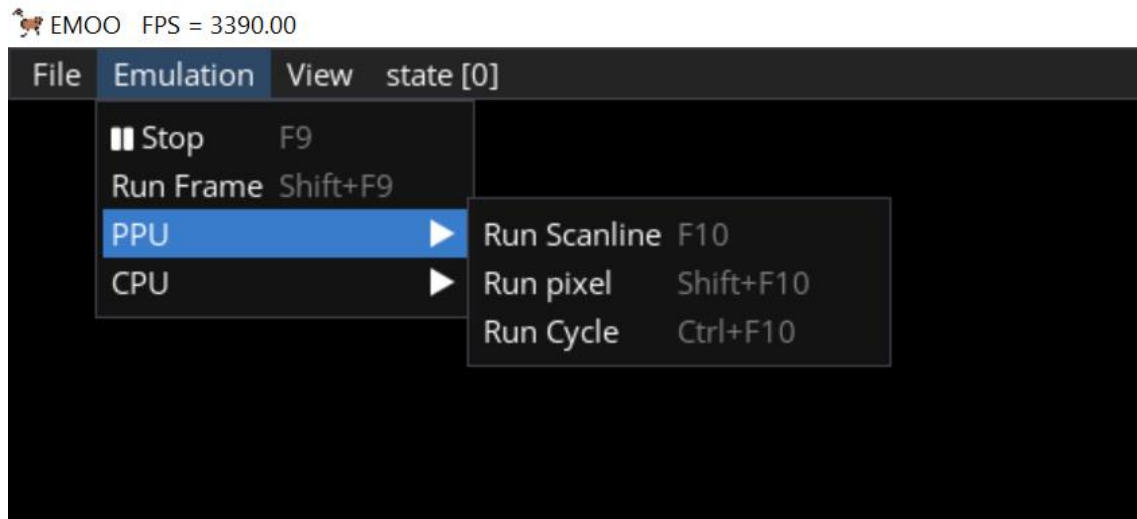 EMOO FPS = 3390.00
File Emulation View state [0]
Stop F9
Run Frame Shift+F9
PPU
CPU
Run Scanline F10
Run pixel Shift+F10
Run Cycle Ctrl+F10